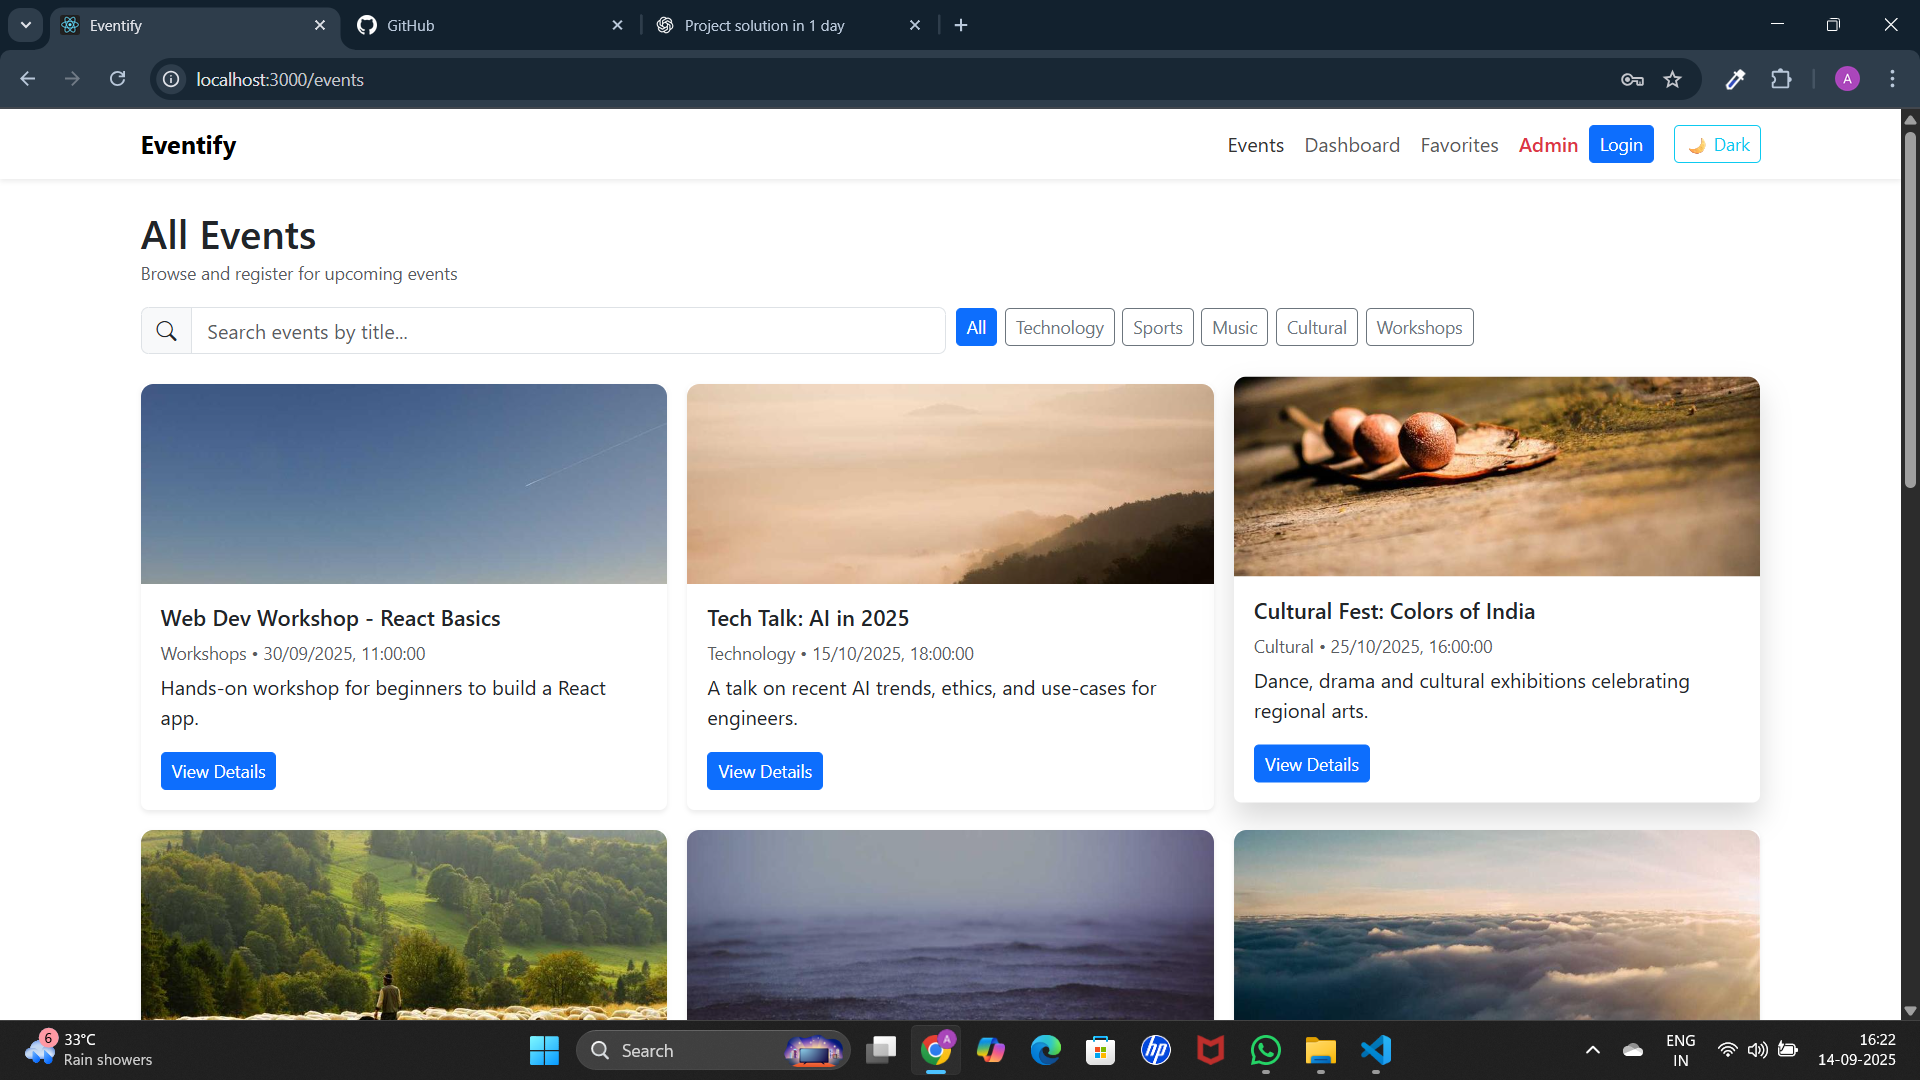 Eventify
GitHub
Project solution in 1 day
localhost:3000/events
A
Eventify
Events
Dashboard
Favorites
Admin
Login
🌙 Dark
All Events
Browse and register for upcoming events
Search events by title...
All
Technology
Sports
Music
Cultural
Workshops
Web Dev Workshop - React Basics
Workshops • 30/09/2025, 11:00:00
Hands-on workshop for beginners to build a React
app.
View Details
Tech Talk: AI in 2025
Technology • 15/10/2025, 18:00:00
A talk on recent AI trends, ethics, and use-cases for
engineers.
View Details
Cultural Fest: Colors of India
Cultural • 25/10/2025, 16:00:00
Dance, drama and cultural exhibitions celebrating
regional arts.
View Details
6
33°C
Rain showers
Search
A
hp
ENG
IN
16:22
14-09-2025